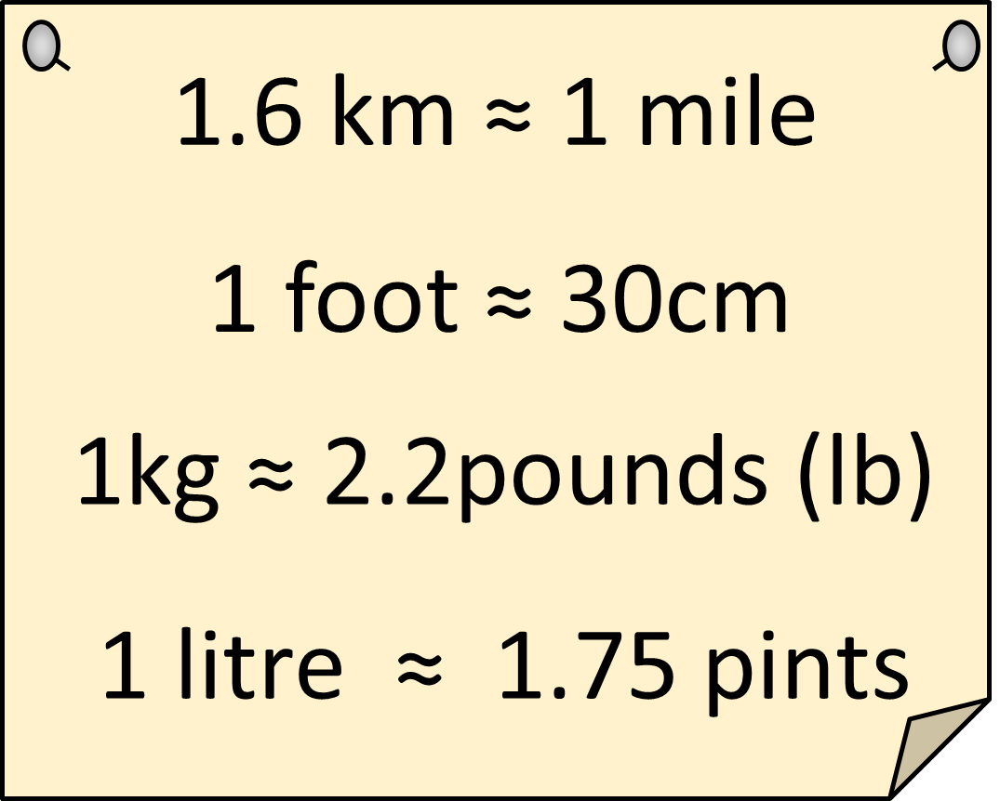 1.6 km ≈ 1 mile
1 foot ≈ 30cm
1kg ≈ 2.2pounds (lb)
1 litre ≈ 1.75 pints